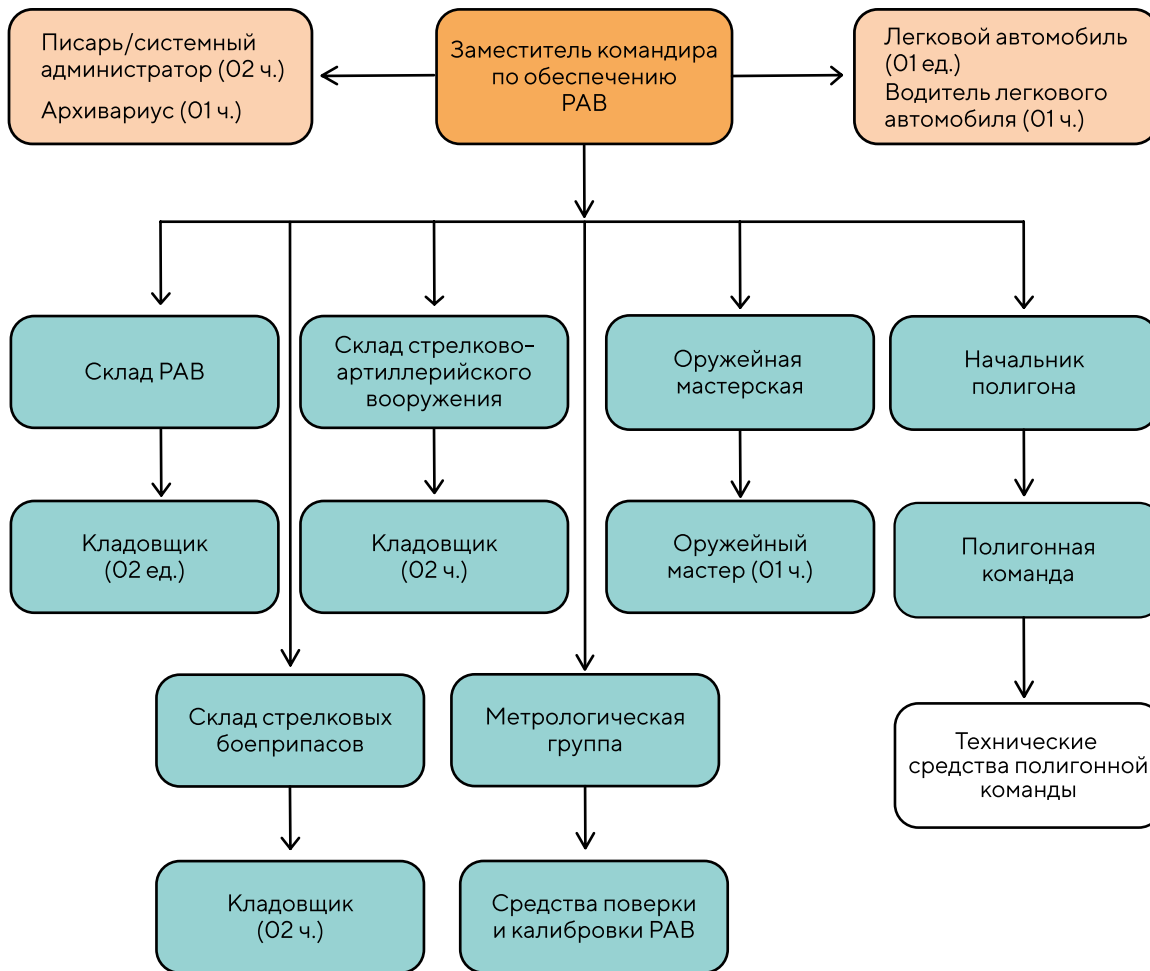 Писарь/системный
администратор (02 ч.)
Архивариус (01 ч.)
Заместитель командира
по обеспечению
РАВ
Легковой автомобиль
(01 ед.)
Водитель легкового
автомобиля (01 ч.)
Склад РАВ
Склад стрелково-
артиллерийского
вооружения
Оружейная
мастерская
Начальник
полигона
Кладовщик
(02 ед.)
Кладовщик
(02 ч.)
Оружейный
мастер (01 ч.)
Полигонная
команда
Склад стрелковых
боеприпасов
Метрологическая
группа
Технические
средства полигонной
команды
Кладовщик
(02 ч.)
Средства поверки
и калибровки РАВ